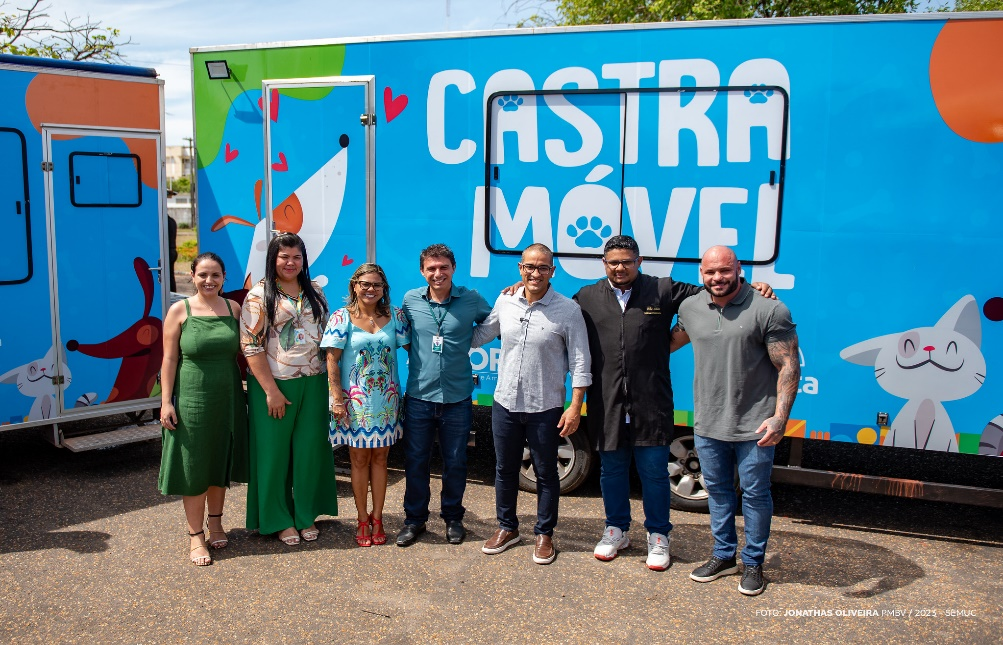 CASTRA
MÓVEL
FOTO: JONATHAS OLIVEIRA PMBV / 2023 - SEMUC